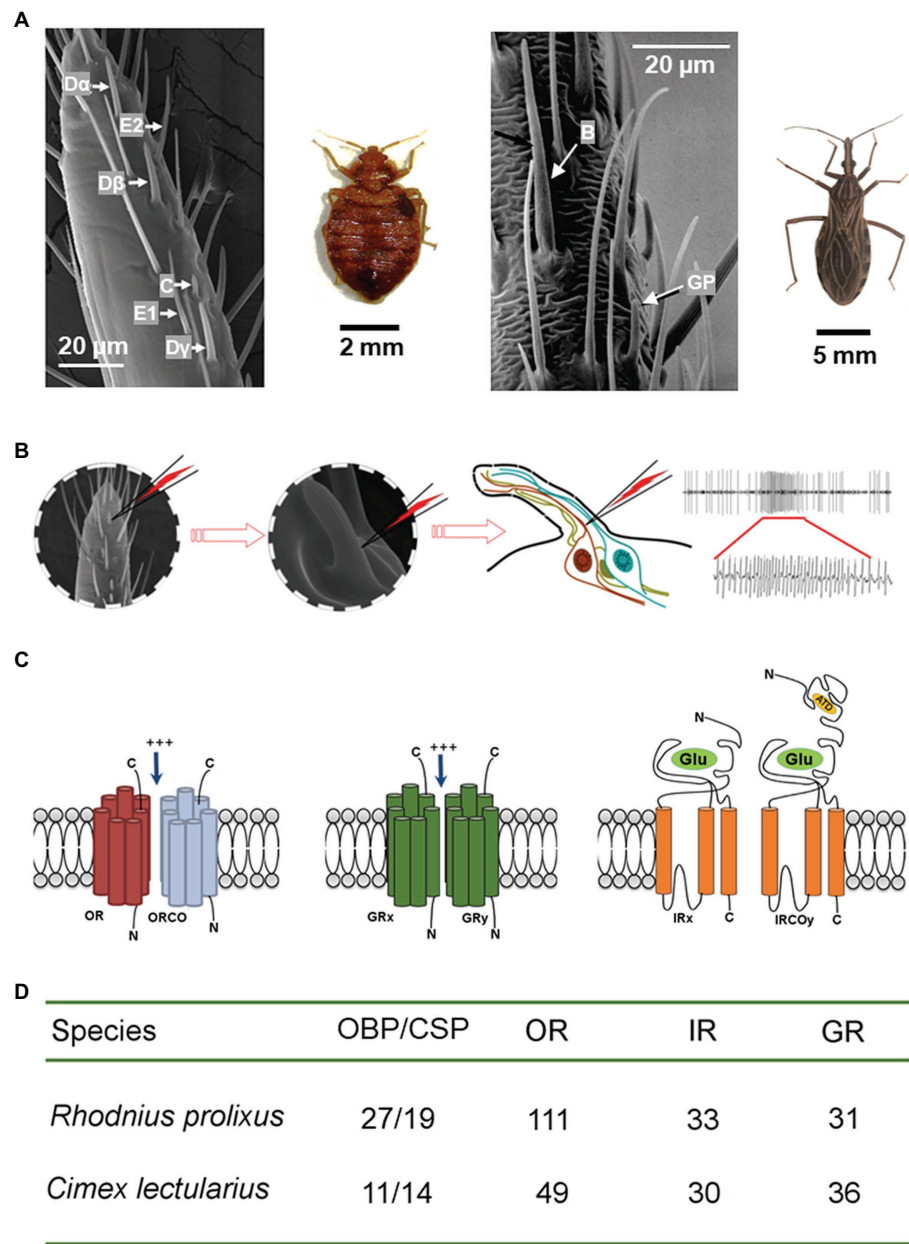 A
Dα
E2
Dβ
C
E1
Dγ
20 µm
2 mm
20 µm
B
GP
5 mm
B
C
+++
C
C
OR
ORCO
N
N
+++
C
C
GRx
GRy
N
N
N
Glu
IRx
C
N
ATD
Glu
IRCOy
C
D
Species OBP/CSP OR IR GR
Rhodnius prolixus 27/19 111 33 31
Cimex lectularius 11/14 49 30 36